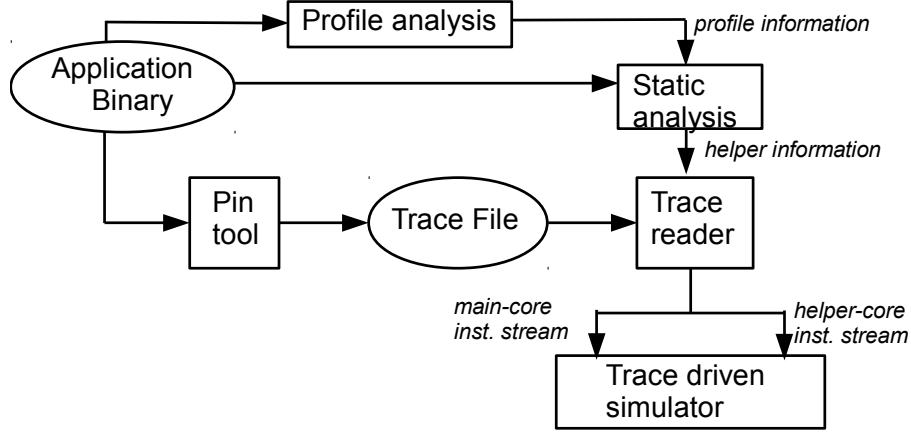 Profile analysis
profile information
Application
Binary
Static
analysis
helper information
Pin
tool
Trace File
Trace
reader
main-core
inst. stream
helper-core
inst. stream
Trace driven
simulator